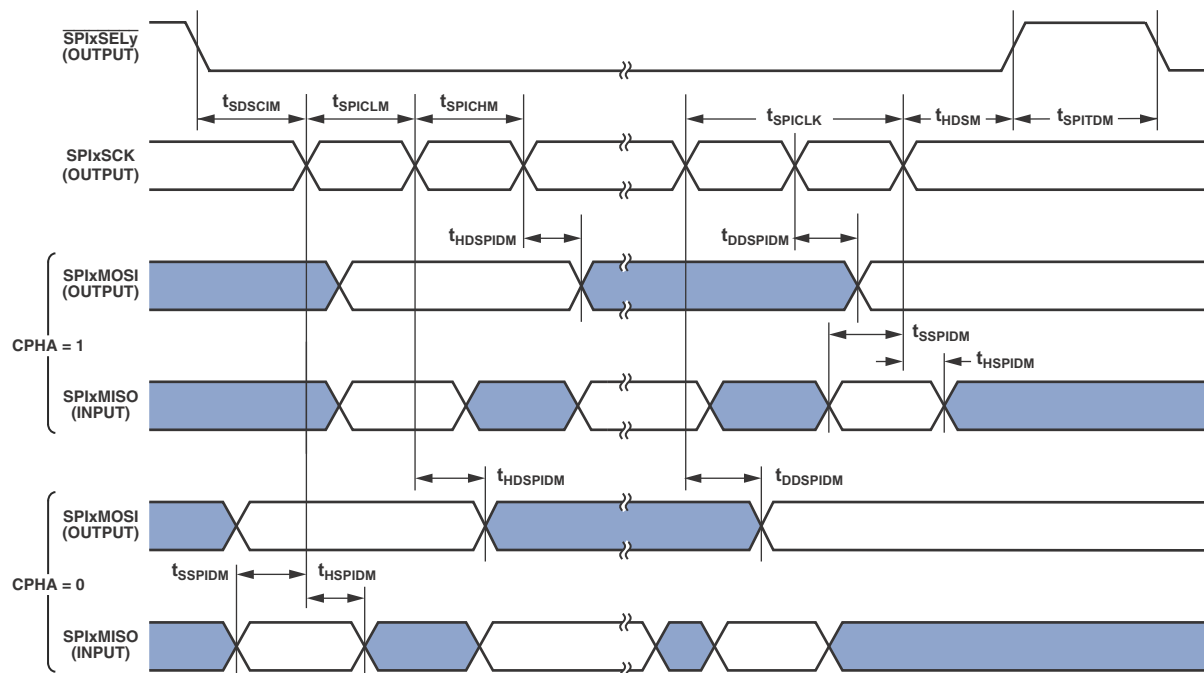 SPIxSELy
(OUTPUT)
tSDSCIM tSPICLM tSPICHM tSPICLK tHDSM tSPITDM
SPIxSCK
(OUTPUT)
tHDSPIDM tDDSPIDM
SPIxMOSI
(OUTPUT)
tSSPIDM
CPHA = 1
tHSPIDM
SPIxMISO
(INPUT)
tHDSPIDM tDDSPIDM
SPIxMOSI
(OUTPUT)
tSSPIDM tHSPIDM
CPHA = 0
SPIxMISO
(INPUT)